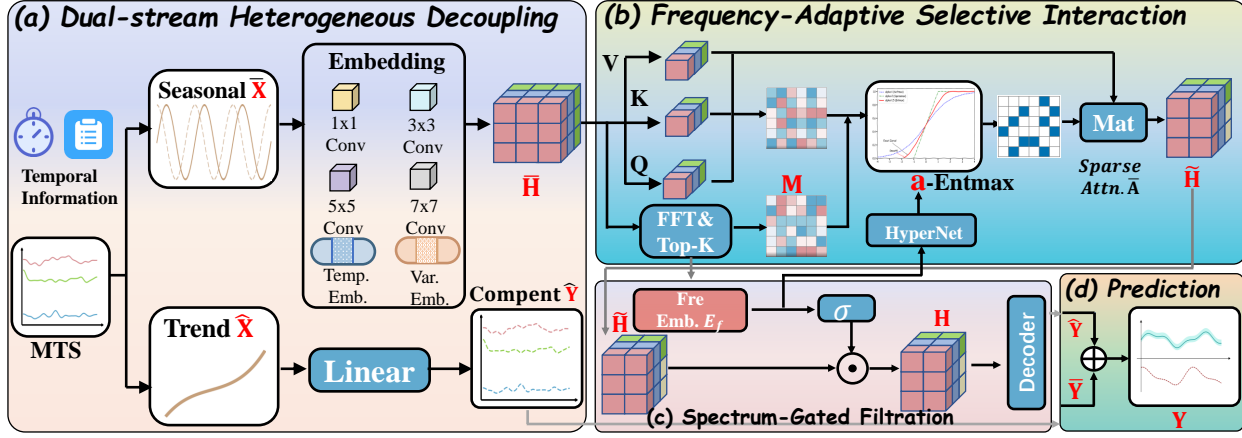 (a) Dual-stream Heterogeneous Decoupling
Temporal
Information
MTS
Seasonal X̅
Trend X̂
Embedding
1x1
Conv
3x3
Conv
5x5
Conv
7x7
Conv
Temp.
Emb.
Var.
Emb.
H̅
Linear
Compent Ŷ
(b) Frequency-Adaptive Selective Interaction
V
K
Q
FFT&
Top-K
M
a-Entmax
HyperNet
Mat
Sparse
Attn. A̅
H̃
Fre
Emb. E_f
H̃
σ
H
Decoder
(c) Spectrum-Gated Filtration
(d) Prediction
Ŷ
Y̅
Y